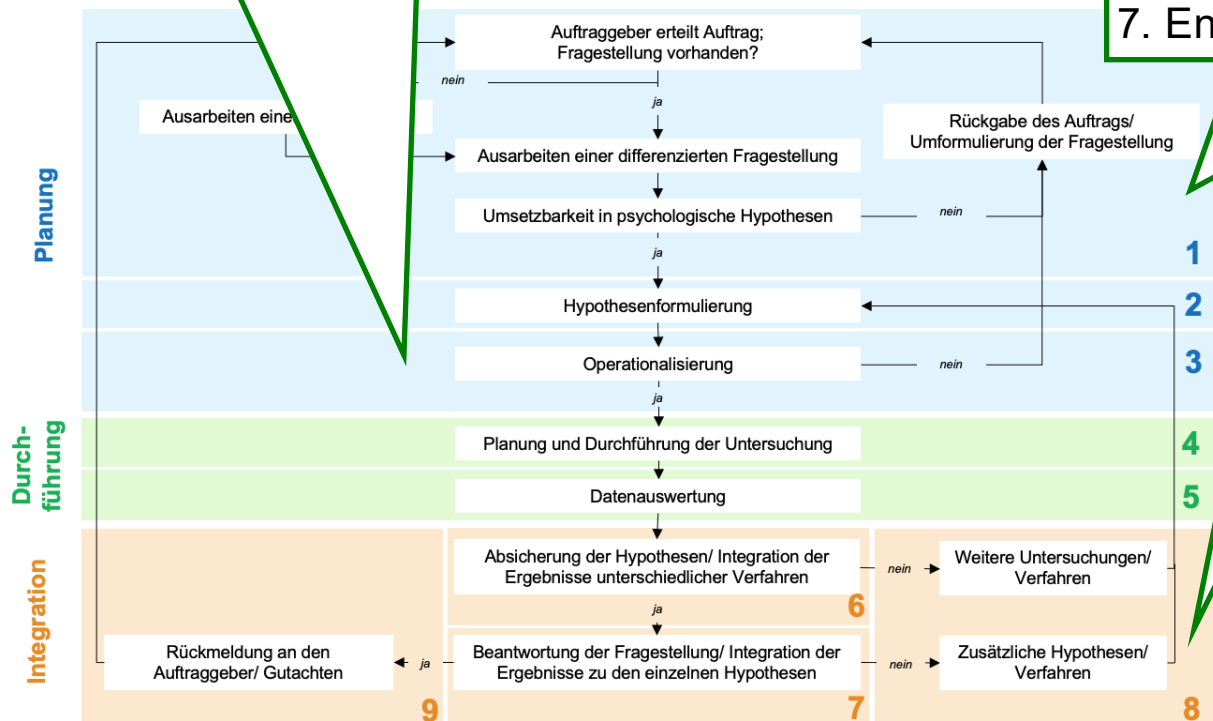 7. En
Auftraggeber erteilt Auftrag;
Fragestellung vorhanden?
nein
ja
Ausarbeiten eine
Rückgabe des Auftrags/
Umformulierung der Fragestellung
Ausarbeiten einer differenzierten Fragestellung
Planung
Umsetzbarkeit in psychologische Hypothesen
nein
ja
1
Hypothesenformulierung
2
Operationalisierung
nein
3
ja
Durch-
führung
Planung und Durchführung der Untersuchung
4
Datenauswertung
5
Integration
Absicherung der Hypothesen/ Integration der
Ergebnisse unterschiedlicher Verfahren
6
nein
Weitere Untersuchungen/
Verfahren
ja
Rückmeldung an den
Auftraggeber/ Gutachten
ja
Beantwortung der Fragestellung/ Integration der
Ergebnisse zu den einzelnen Hypothesen
nein
Zusätzliche Hypothesen/
Verfahren
9
7
8